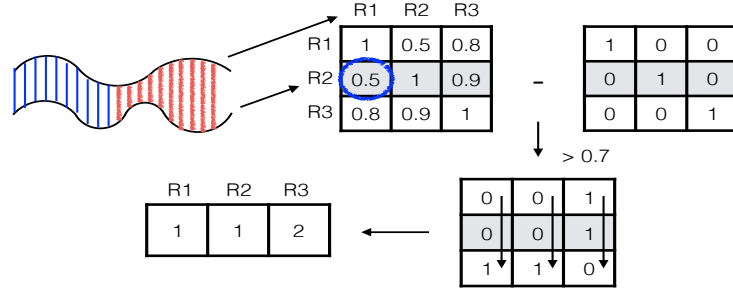 R1 R2 R3
R1 1 0.5 0.8
R2 0.5 1 0.9
R3 0.8 0.9 1
-
1 0 0
0 1 0
0 0 1
> 0.7
0 0 1
0 0 1
1 1 0
R1 R2 R3
1 1 2